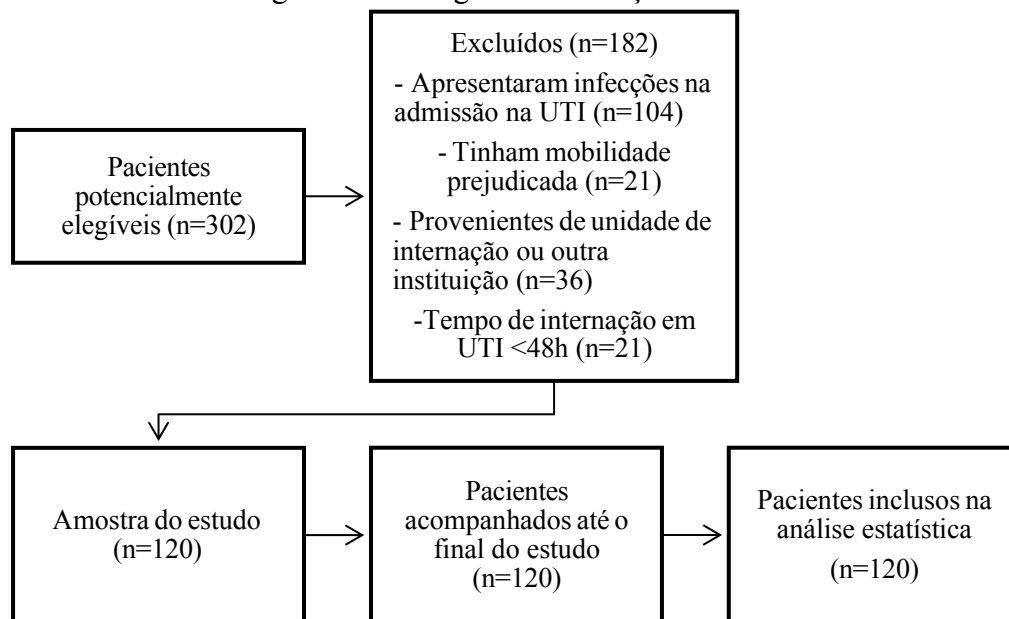 Excluídos (n=182)
- Apresentaram infecções na
admissão na UTI (n=104)
- Tinham mobilidade
prejudicada (n=21)
- Provenientes de unidade de
internação ou outra
instituição (n=36)
-Tempo de internação em
UTI <48h (n=21)
Pacientes
potencialmente
elegíveis (n=302)
Amostra do estudo
(n=120)
Pacientes
acompanhados até o
final do estudo
(n=120)
Pacientes inclusos na
análise estatística
(n=120)